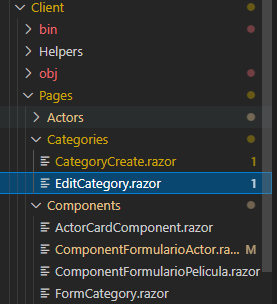 Client
bin
Helpers
obj
Pages
Actors
Categories
CategoryCreate.razor 1
EditCategory.razor 1
Components
ActorCardComponent.razor
ComponentFormularioActor.ra... M
ComponentFormularioPelicula.razor
FormCategory.razor